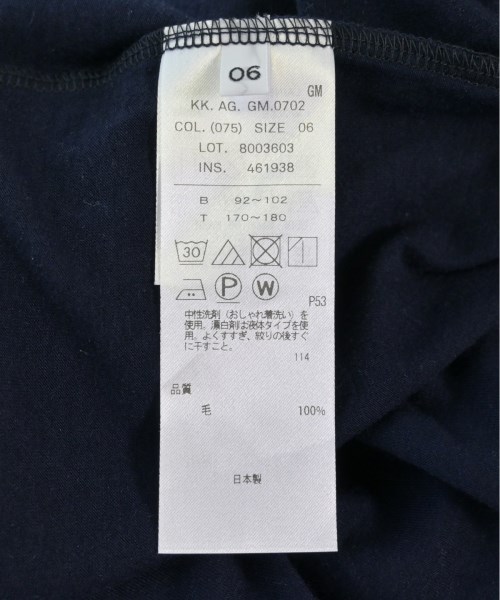 06
GM
KK. AG. GM.0702
COL. (075) SIZE 06
LOT. 8003603
INS. 461938
B 92～102
T 170～180
30
P W
P53
中性洗剤（おしゃれ着洗い）を
使用。漂白剤は液体タイプを使
用。よくすすぎ、絞りの後すぐ
に干すこと。
114
品質
毛 100%
日本製